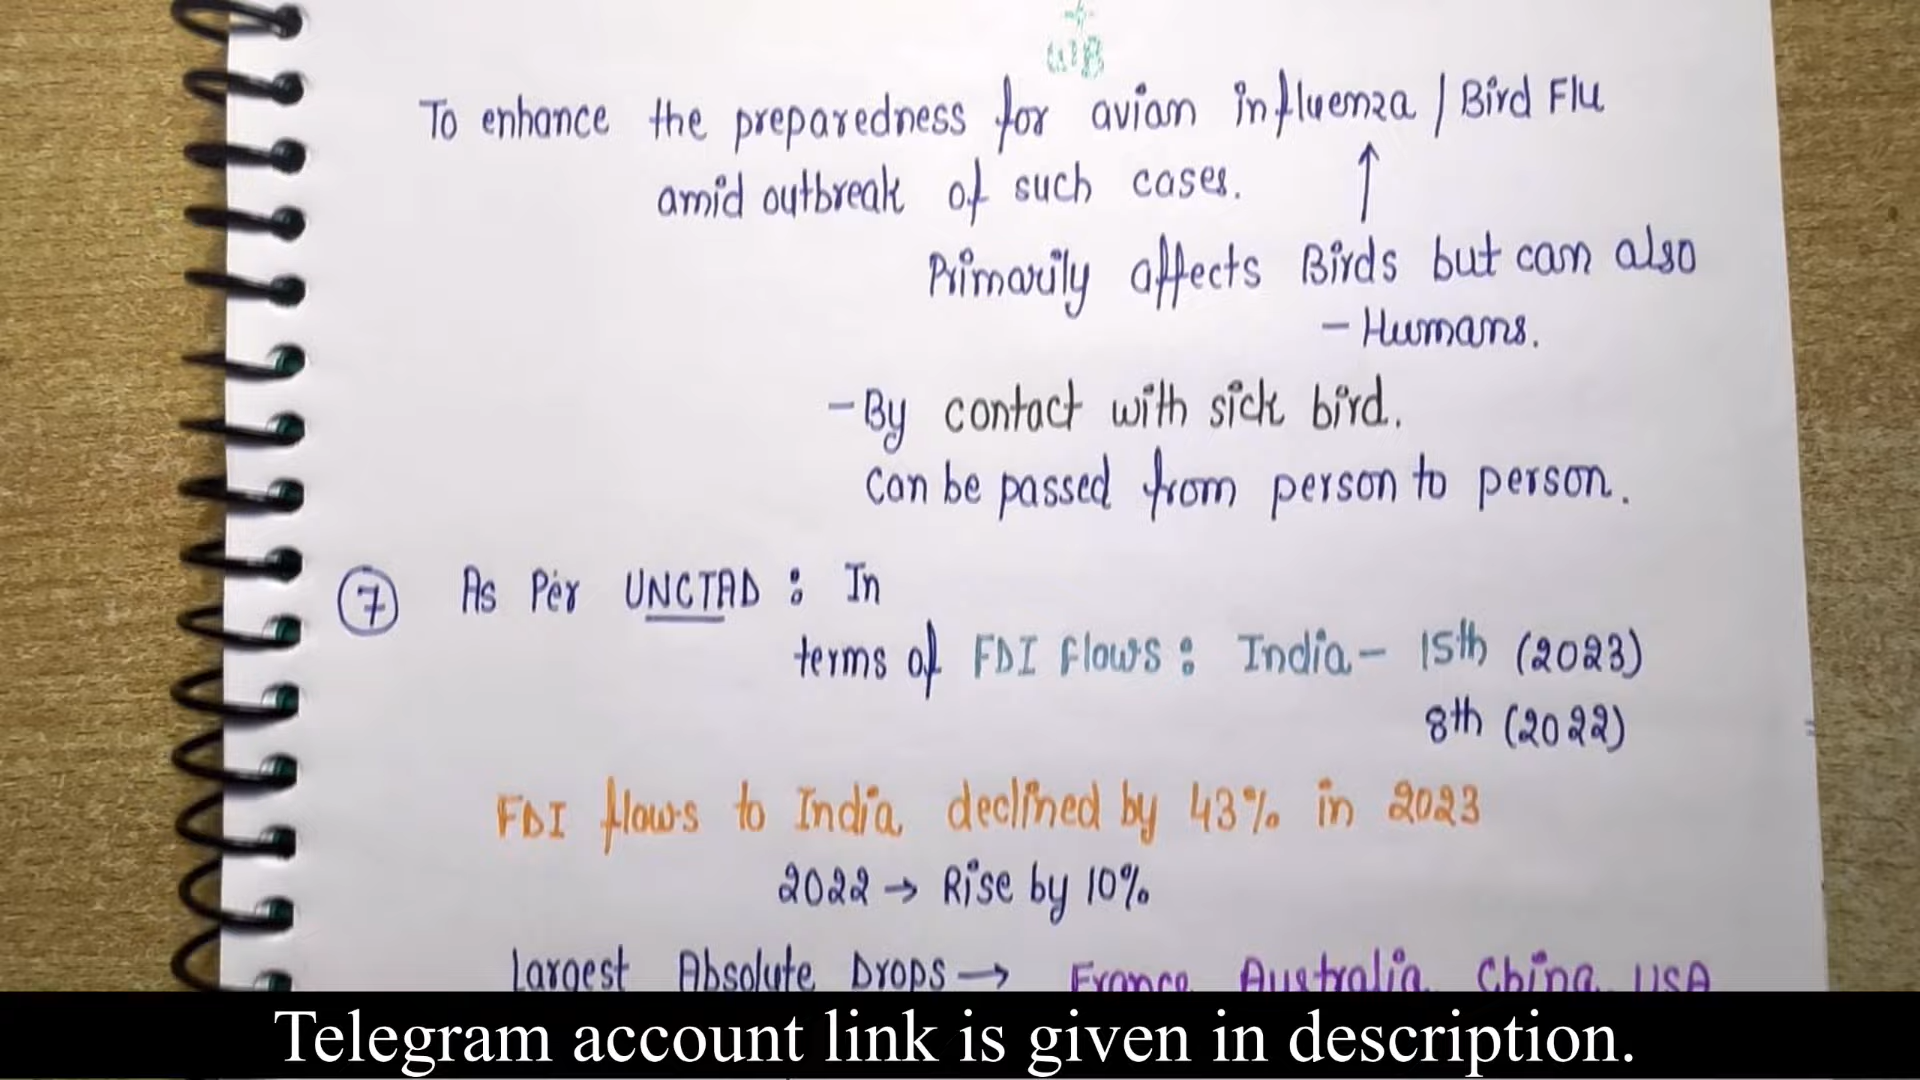 +
WB
To enhance the preparedness for avian influenza / Bird Flu
amid outbreak of such cases.
↑
Primarily affects Birds but can also
- Humans.
- By contact with sick bird.
can be passed from person to person.
7 As Per UNCTAD : In
terms of FDI flows : India - 15th (2023)
8th (2022)
FDI flows to India declined by 43% in 2023
2022 → Rise by 10%
Largest Absolute Drops → France Australia China USA
Telegram account link is given in description.